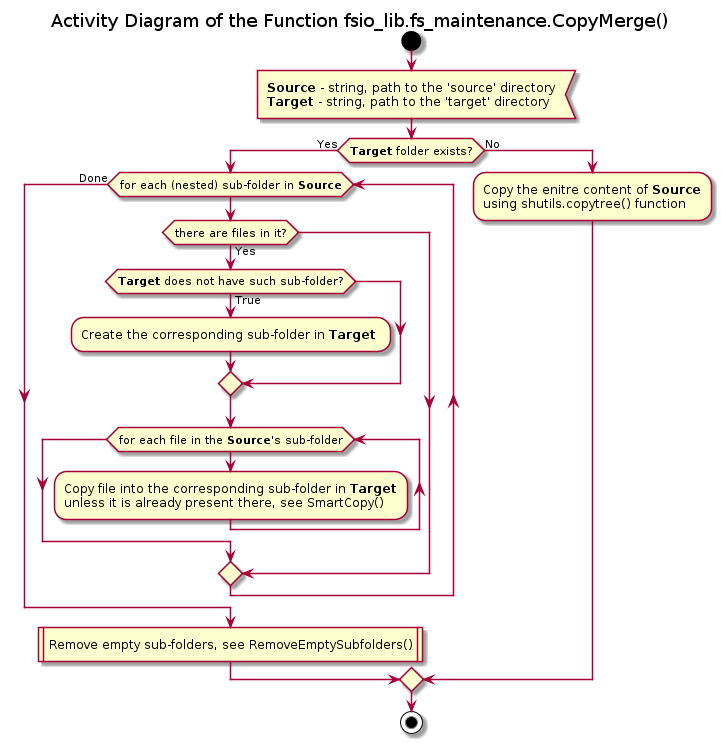 Activity Diagram of the Function fsio_lib.fs_maintenance.CopyMerge()
Source - string, path to the 'source' directory
Target - string, path to the 'target' directory
Yes
Target folder exists?
No
Done
for each (nested) sub-folder in Source
Copy the enitre content of Source
using shutils.copytree() function
there are files in it?
Yes
Target does not have such sub-folder?
True
Create the corresponding sub-folder in Target
for each file in the Source's sub-folder
Copy file into the corresponding sub-folder in Target
unless it is already present there, see SmartCopy()
Remove empty sub-folders, see RemoveEmptySubfolders()